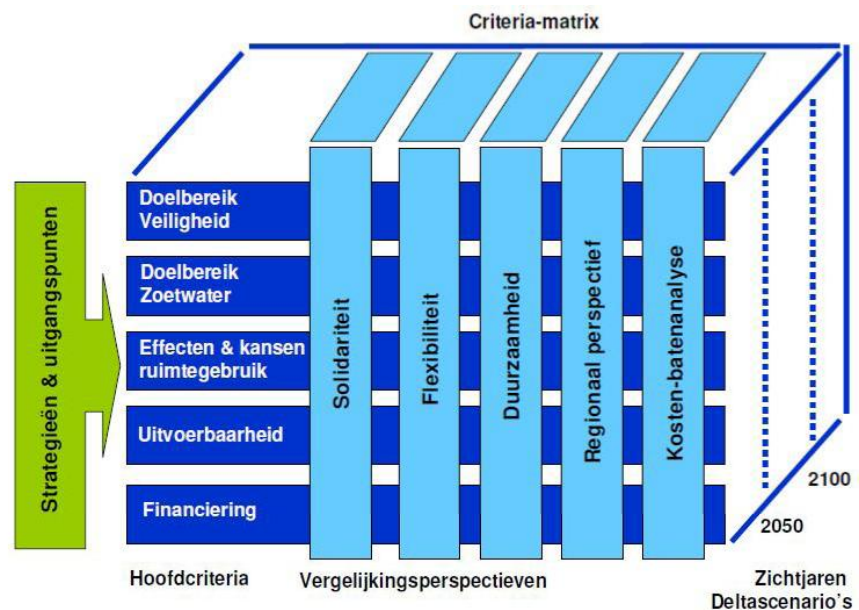 Criteria-matrix
Strategieën & uitgangspunten
Doelbereik
Veiligheid
Doelbereik
Zoetwater
Effecten & kansen
ruimtegebruik
Uitvoerbaarheid
Financiering
Solidariteit
Flexibiliteit
Duurzaamheid
Regionaal perspectief
Kosten-batenanalyse
2100
2050
Hoofdcriteria
Vergelijkingsperspectieven
Zichtjaren
Deltascenario's